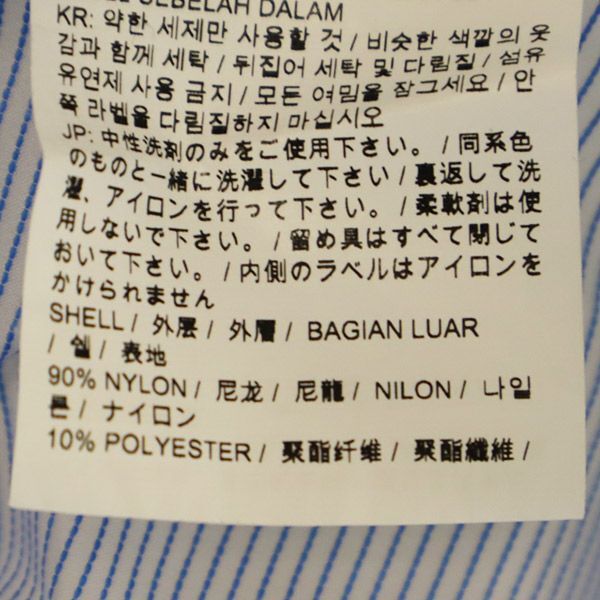 SEBELAH DALAM
KR: 약한 세제만 사용할 것 / 비슷한 색깔의 옷
감과 함께 세탁 / 뒤집어 세탁 및 다림질 / 섬유
유연제 사용 금지 / 모든 여밈을 잠그세요 / 안
쪽 라벨을 다림질하지 마십시오
JP: 中性洗剤のみをご使用下さい。/ 同系色
のものと一緒に洗濯して下さい / 裏返して洗
濯、アイロンを行って下さい。/ 柔軟剤は使
用しないで下さい。/ 留め具はすべて閉じて
おいて下さい。/ 内側のラベルはアイロンを
かけられません
SHELL / 外层 / 外層 / BAGIAN LUAR
/ 쉘 / 表地
90% NYLON / 尼龙 / 尼龍 / NILON / 나일
론 / ナイロン
10% POLYESTER / 聚酯纤维 / 聚酯纖維 /